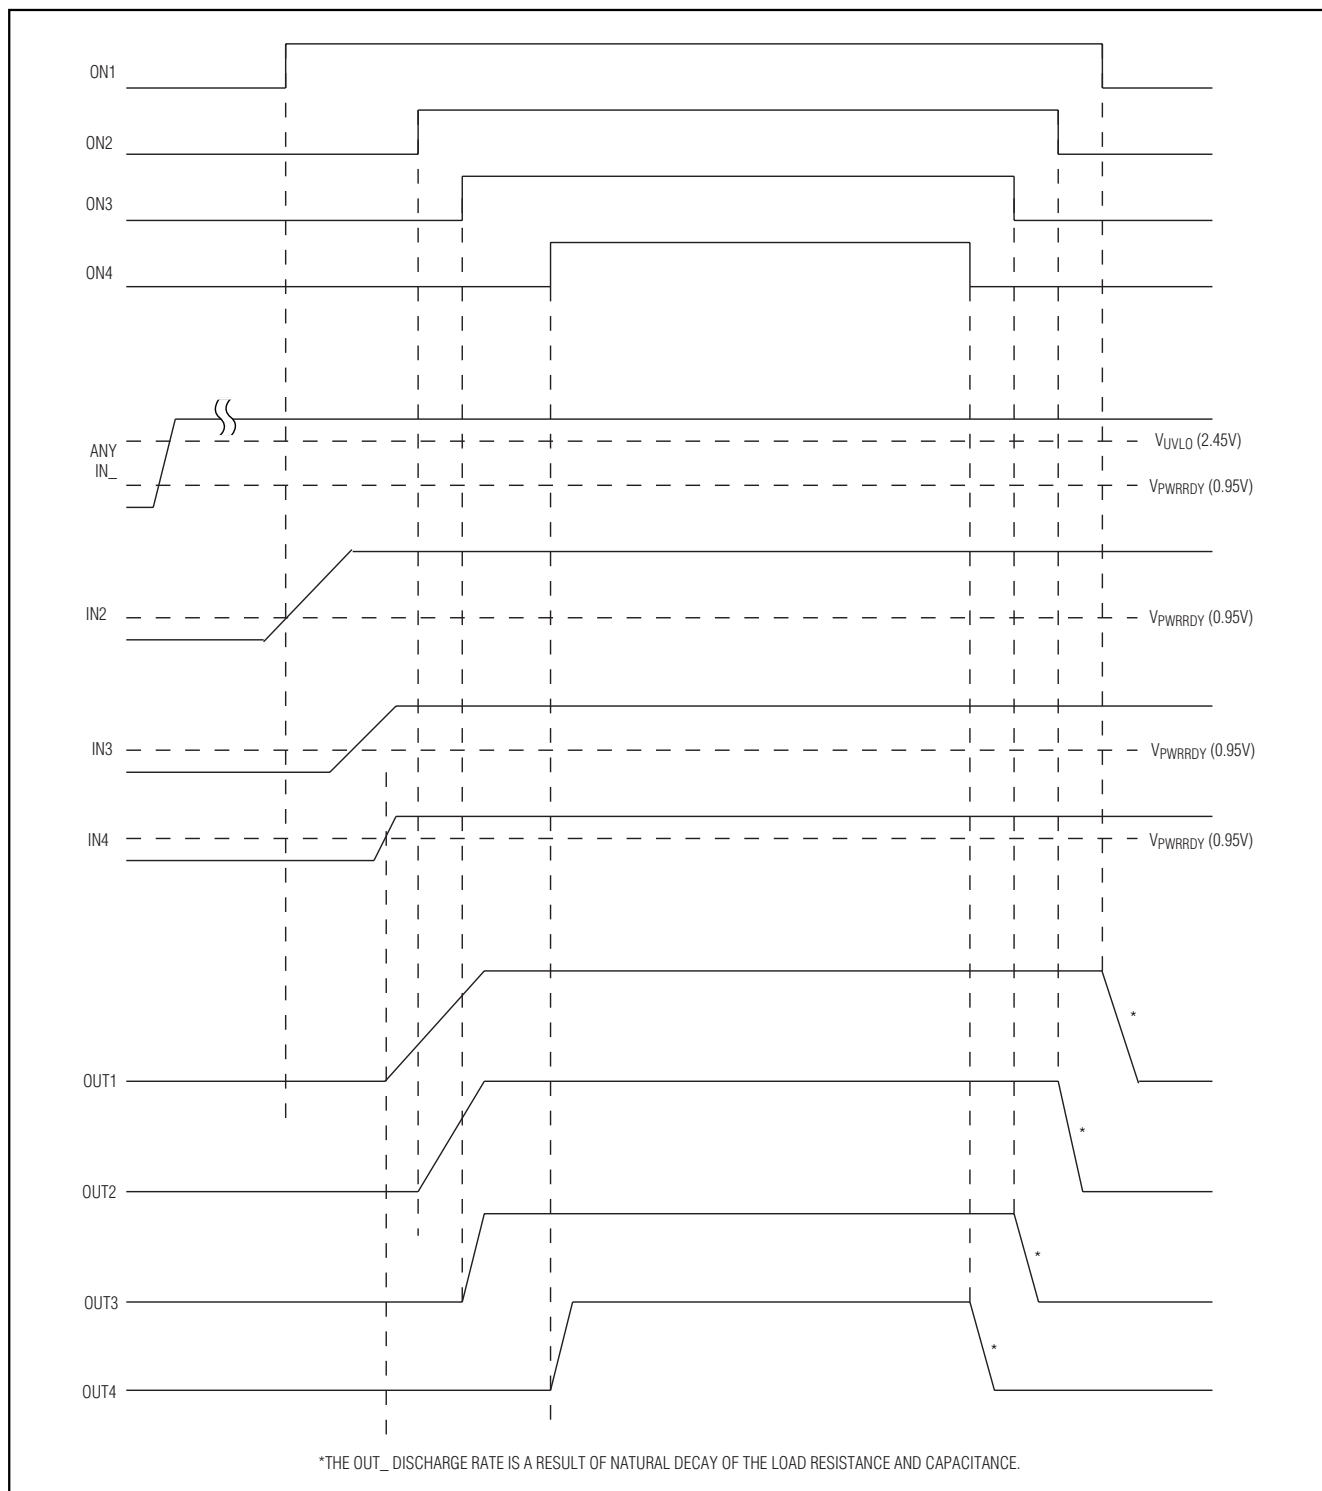 ON1
ON2
ON3
ON4
ANY
IN_
VUVLO (2.45V)
VPWRRDY (0.95V)
IN2
VPWRRDY (0.95V)
IN3
VPWRRDY (0.95V)
IN4
VPWRRDY (0.95V)
*
OUT1
*
OUT2
*
OUT3
*
OUT4
*THE OUT_ DISCHARGE RATE IS A RESULT OF NATURAL DECAY OF THE LOAD RESISTANCE AND CAPACITANCE.